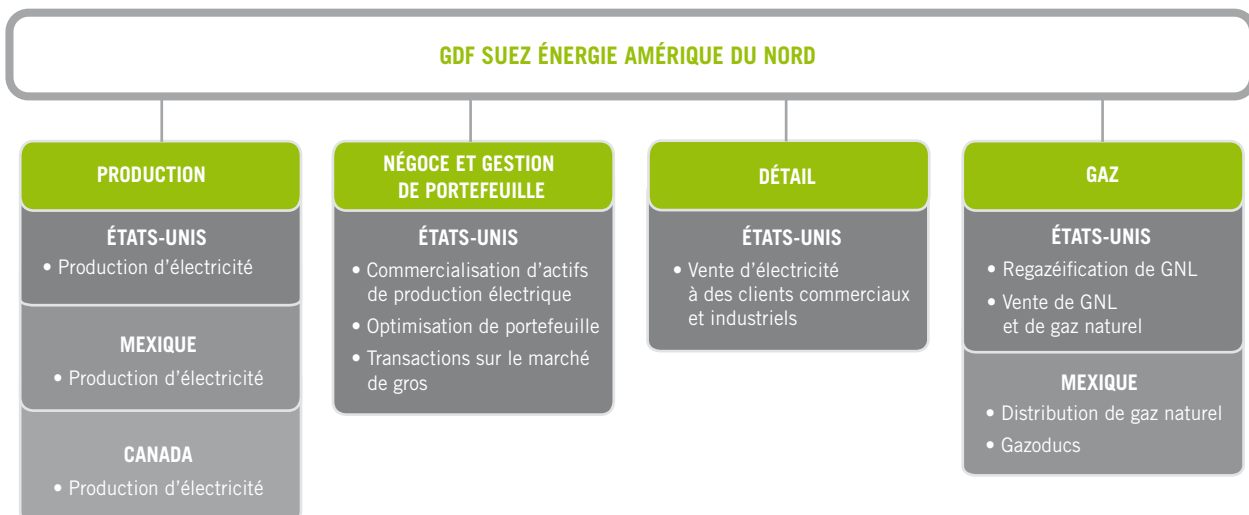 GDF SUEZ ÉNERGIE AMÉRIQUE DU NORD
PRODUCTION
ÉTATS-UNIS
• Production d'électricité
MEXIQUE
• Production d'électricité
CANADA
• Production d'électricité
NÉGOCE ET GESTION
DE PORTEFEUILLE
ÉTATS-UNIS
• Commercialisation d'actifs
de production électrique
• Optimisation de portefeuille
• Transactions sur le marché
de gros
DÉTAIL
ÉTATS-UNIS
• Vente d'électricité
à des clients commerciaux
et industriels
GAZ
ÉTATS-UNIS
• Regazéification de GNL
• Vente de GNL
et de gaz naturel
MEXIQUE
• Distribution de gaz naturel
• Gazoducs